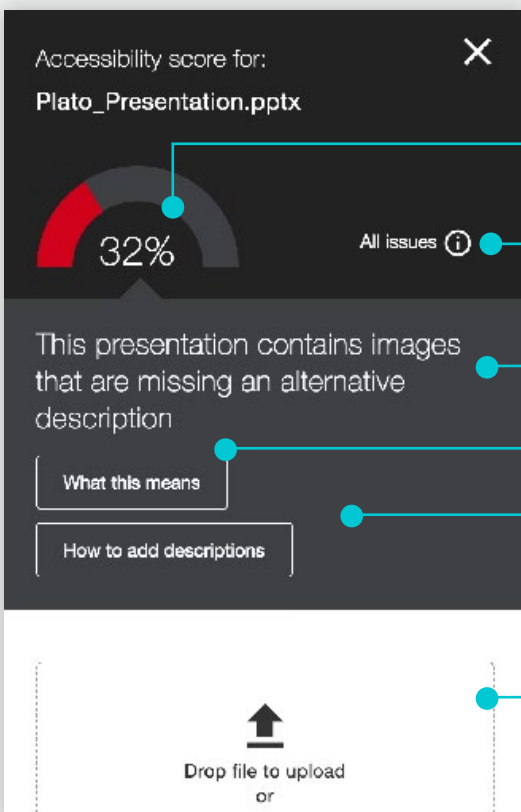 Accessibility score for:
Plato_Presentation.pptx
32%
All issues
This presentation contains images
that are missing an alternative
description
What this means
How to add descriptions
Drop file to upload
or